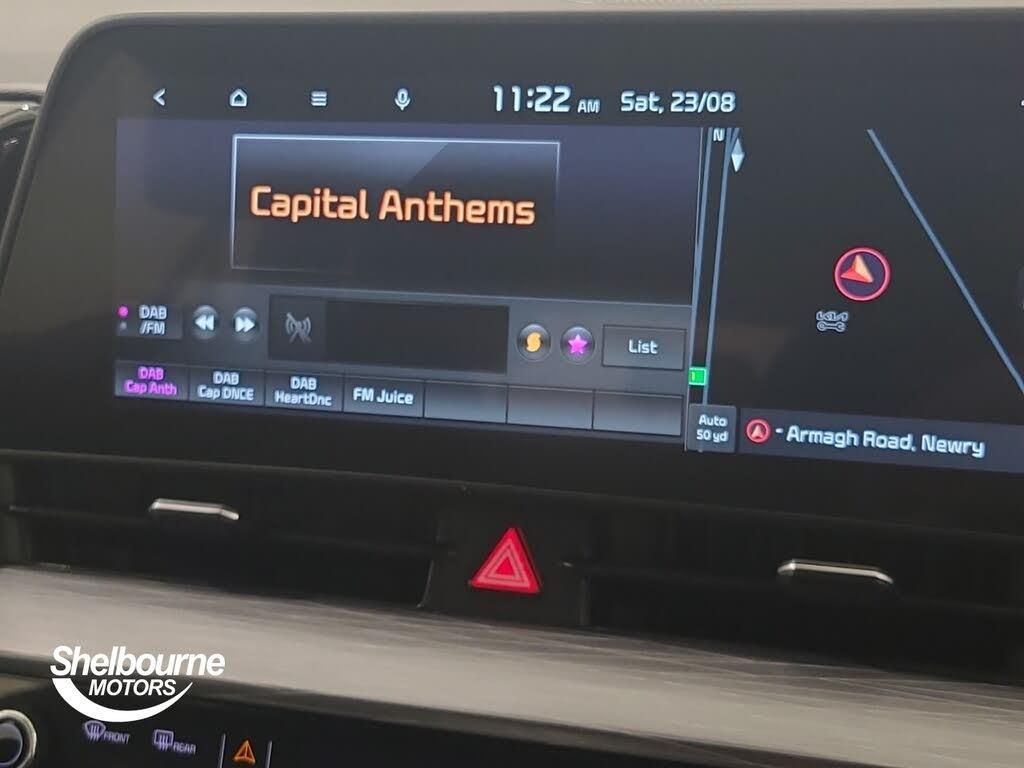 11:22 AM Sat, 23/08
Capital Anthems
N
DAB
/FM
List
DAB
Cap Anth
DAB
Cap DNCE
DAB
HeartDnc
FM Juice
1
Auto
50 yd
- Armagh Road, Newry
Shelbourne
MOTORS
FRONT
REAR